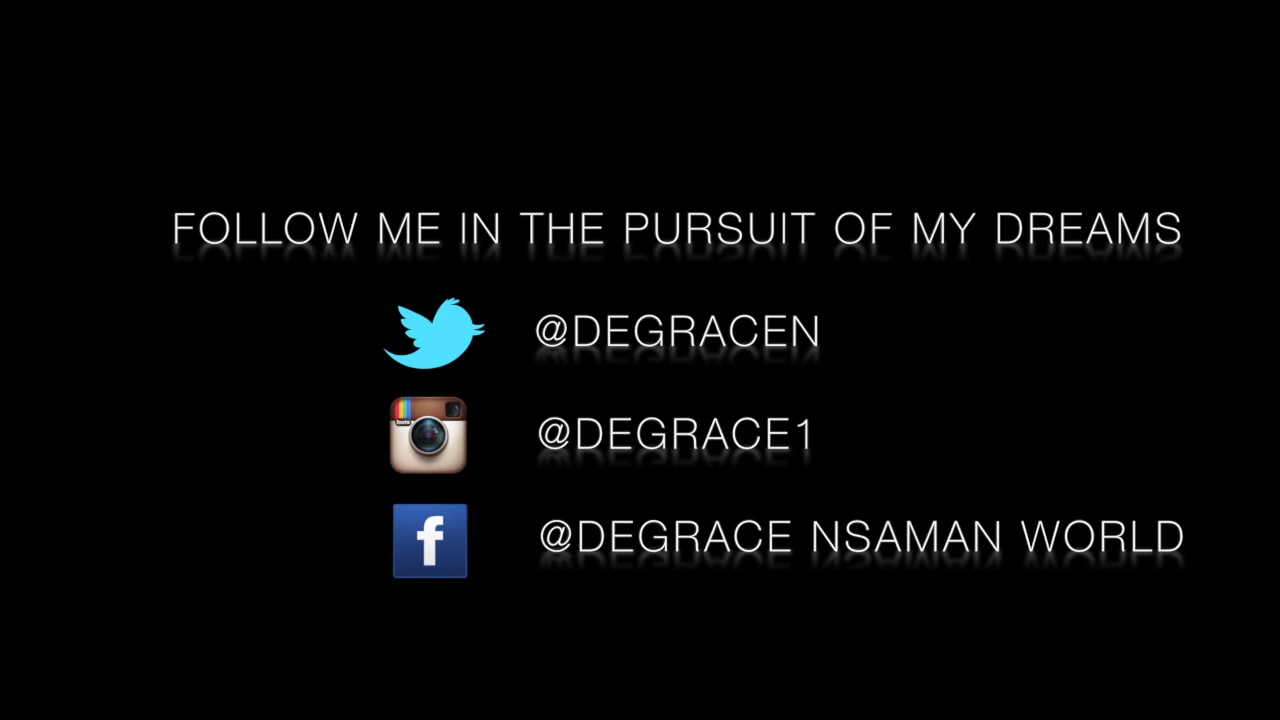 FOLLOW ME IN THE PURSUIT OF MY DREAMS
@DEGRACEN
@DEGRACE1
@DEGRACE NSAMAN WORLD